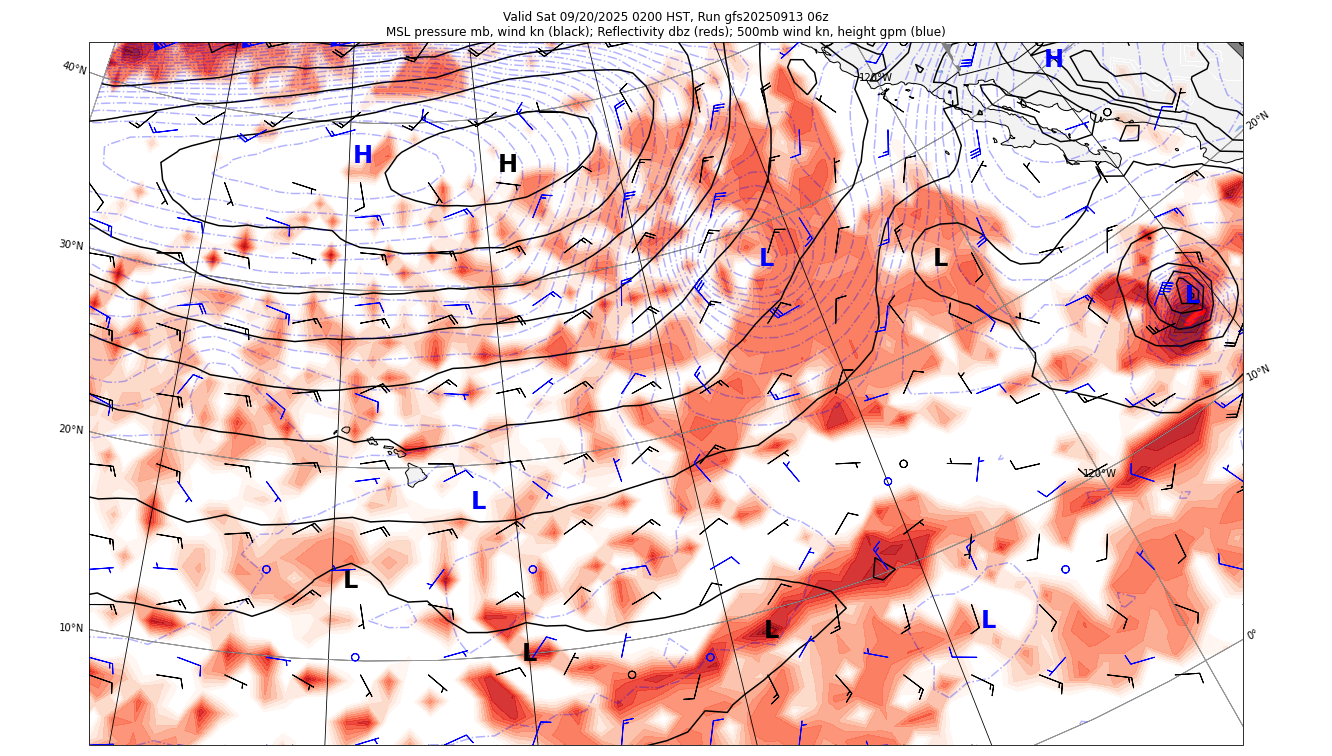 Valid Sat 09/20/2025 0200 HST, Run gfs20250913 06z
MSL pressure mb, wind kn (black); Reflectivity dbz (reds); 500mb wind kn, height gpm (blue)
40°N
120°W
H
20°N
H
H
30°N
L
L
L
10°N
20°N
120°W
L
L
10°N
L
L
0°
L